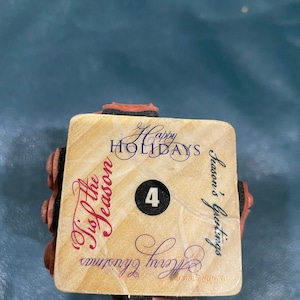 Happy
HOLIDAYS
Season's Greetings
Merry Christmas
'Tis the
Season
4